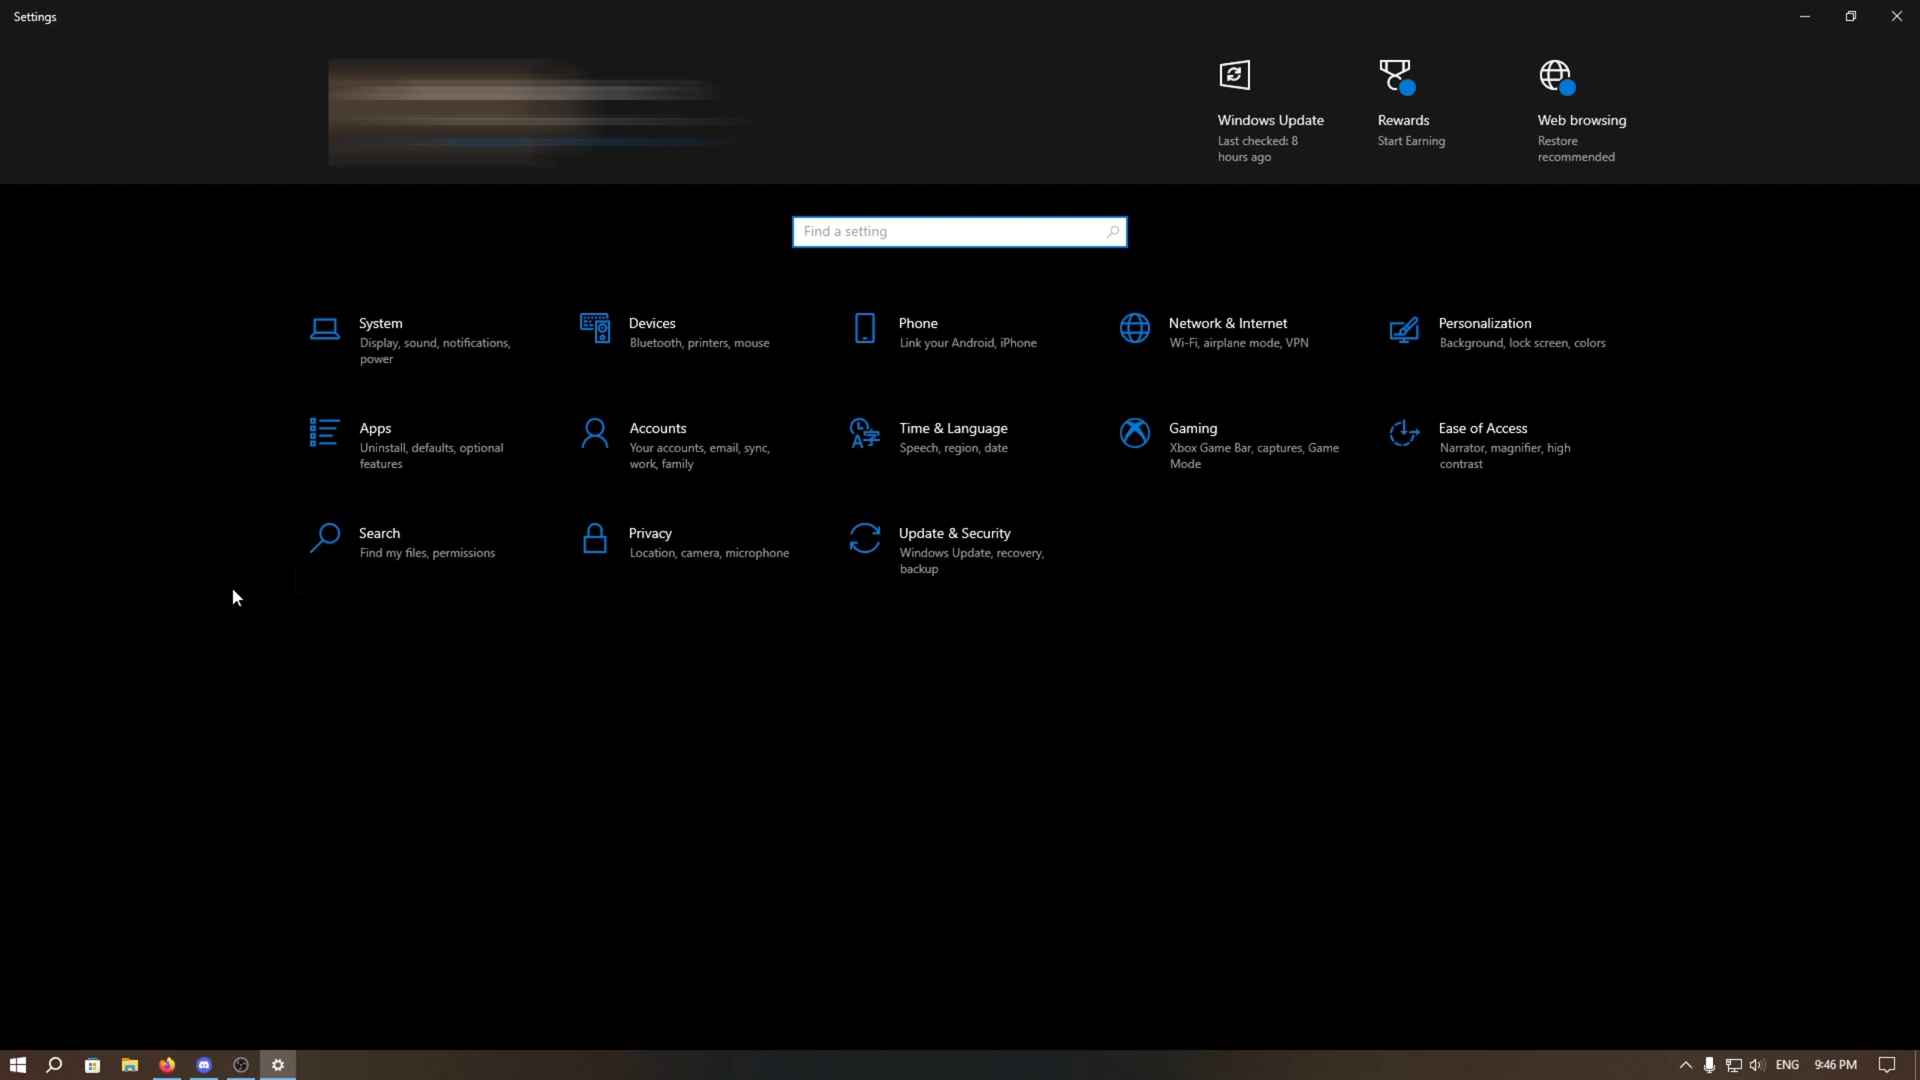 Settings
Windows Update
Last checked: 8
hours ago
Rewards
Start Earning
Web browsing
Restore
recommended
Find a setting
System
Display, sound, notifications,
power
Devices
Bluetooth, printers, mouse
Phone
Link your Android, iPhone
Network & Internet
Wi-Fi, airplane mode, VPN
Personalization
Background, lock screen, colors
Apps
Uninstall, defaults, optional
features
Accounts
Your accounts, email, sync,
work, family
Time & Language
Speech, region, date
Gaming
Xbox Game Bar, captures, Game
Mode
Ease of Access
Narrator, magnifier, high
contrast
Search
Find my files, permissions
Privacy
Location, camera, microphone
Update & Security
Windows Update, recovery,
backup
ENG
9:46 PM